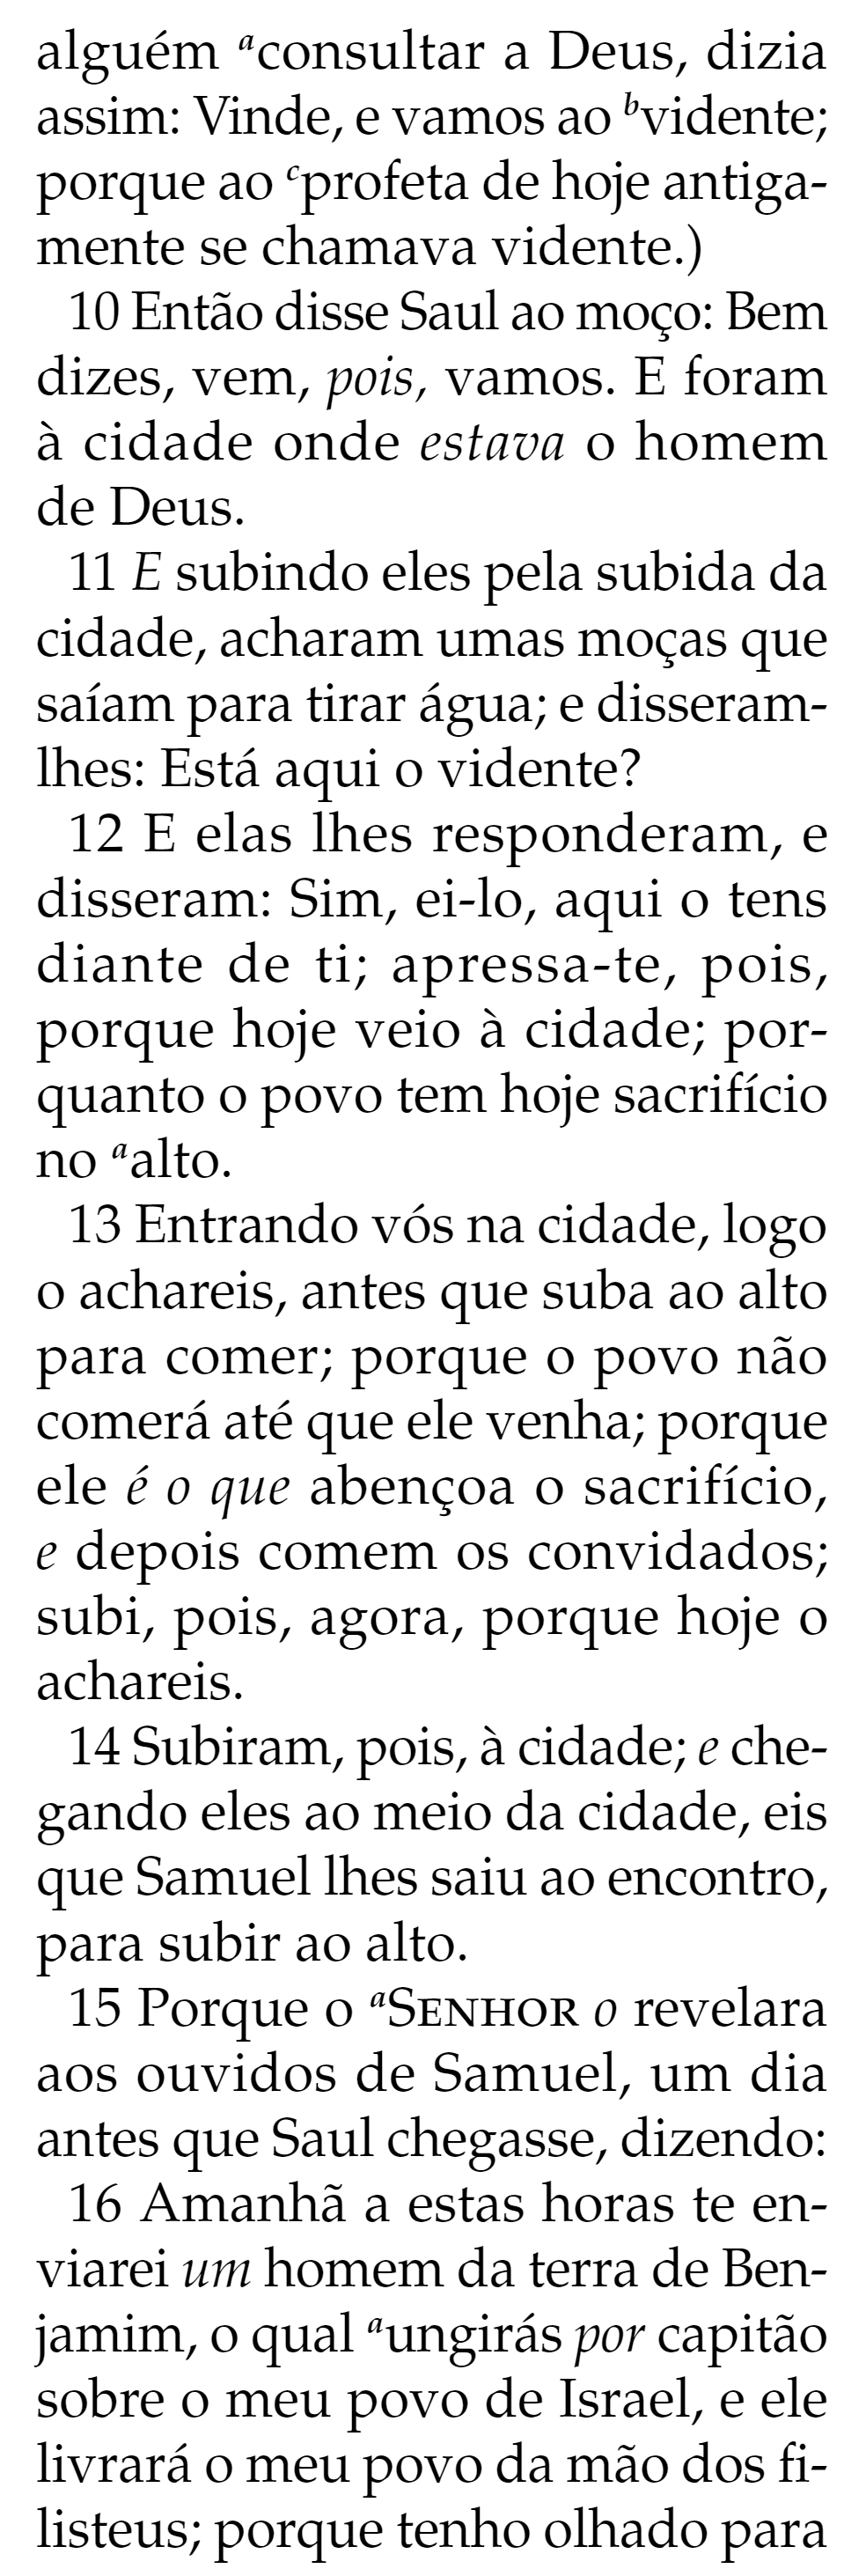 alguém ᵃconsultar a Deus, dizia
assim: Vinde, e vamos ao ᵇvidente;
porque ao ᶜprofeta de hoje antiga-
mente se chamava vidente.)
10 Então disse Saul ao moço: Bem
dizes, vem, pois, vamos. E foram
à cidade onde estava o homem
de Deus.
11 E subindo eles pela subida da
cidade, acharam umas moças que
saíam para tirar água; e disseram-
lhes: Está aqui o vidente?
12 E elas lhes responderam, e
disseram: Sim, ei-lo, aqui o tens
diante de ti; apressa-te, pois,
porque hoje veio à cidade; por-
quanto o povo tem hoje sacrifício
no ᵃalto.
13 Entrando vós na cidade, logo
o achareis, antes que suba ao alto
para comer; porque o povo não
comerá até que ele venha; porque
ele é o que abençoa o sacrifício,
e depois comem os convidados;
subi, pois, agora, porque hoje o
achareis.
14 Subiram, pois, à cidade; e che-
gando eles ao meio da cidade, eis
que Samuel lhes saiu ao encontro,
para subir ao alto.
15 Porque o ᵃSENHOR o revelara
aos ouvidos de Samuel, um dia
antes que Saul chegasse, dizendo:
16 Amanhã a estas horas te en-
viarei um homem da terra de Ben-
jamim, o qual ᵃungirás por capitão
sobre o meu povo de Israel, e ele
livrará o meu povo da mão dos fi-
listeus; porque tenho olhado para